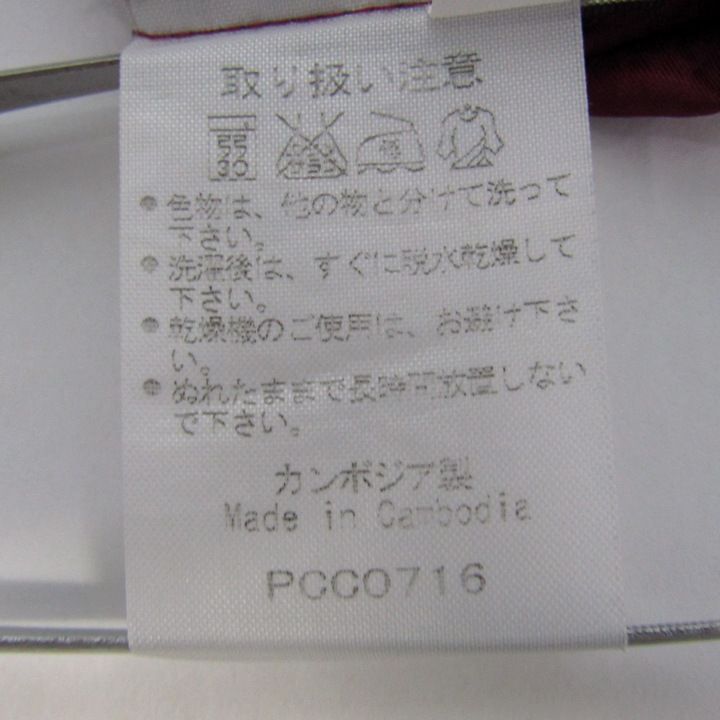 取り扱い注意
弱
30
● 色物は、他の物と分けて洗って
下さい。
● 洗濯後は、すぐに脱水乾燥して
下さい。
● 乾燥機のご使用は、お避け下さ
い。
● ぬれたままで長時間放置しない
で下さい。
カンボジア製
Made in Cambodia
PCC0716